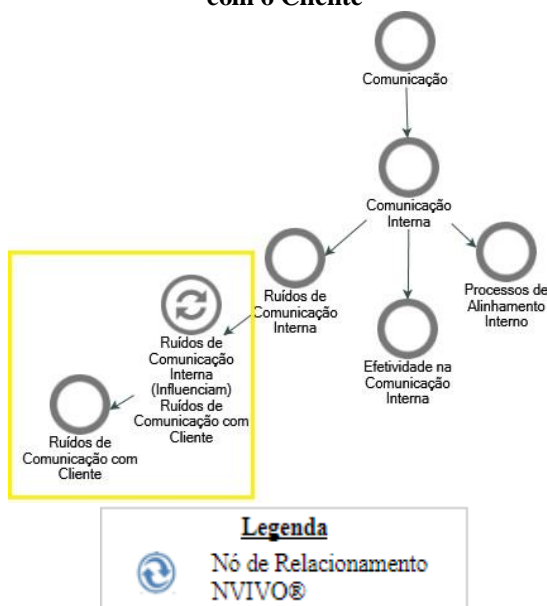 com o Cliente
Comunicação
Comunicação
Interna
Ruídos de
Comunicação
Interna
Efetividade na
Comunicação
Interna
Processos de
Alinhamento
Interno
Ruídos de
Comunicação
Interna
(Influenciam)
Ruídos de
Comunicação com
Cliente
Ruídos de
Comunicação com
Cliente
Legenda
Nó de Relacionamento
NVIVO®